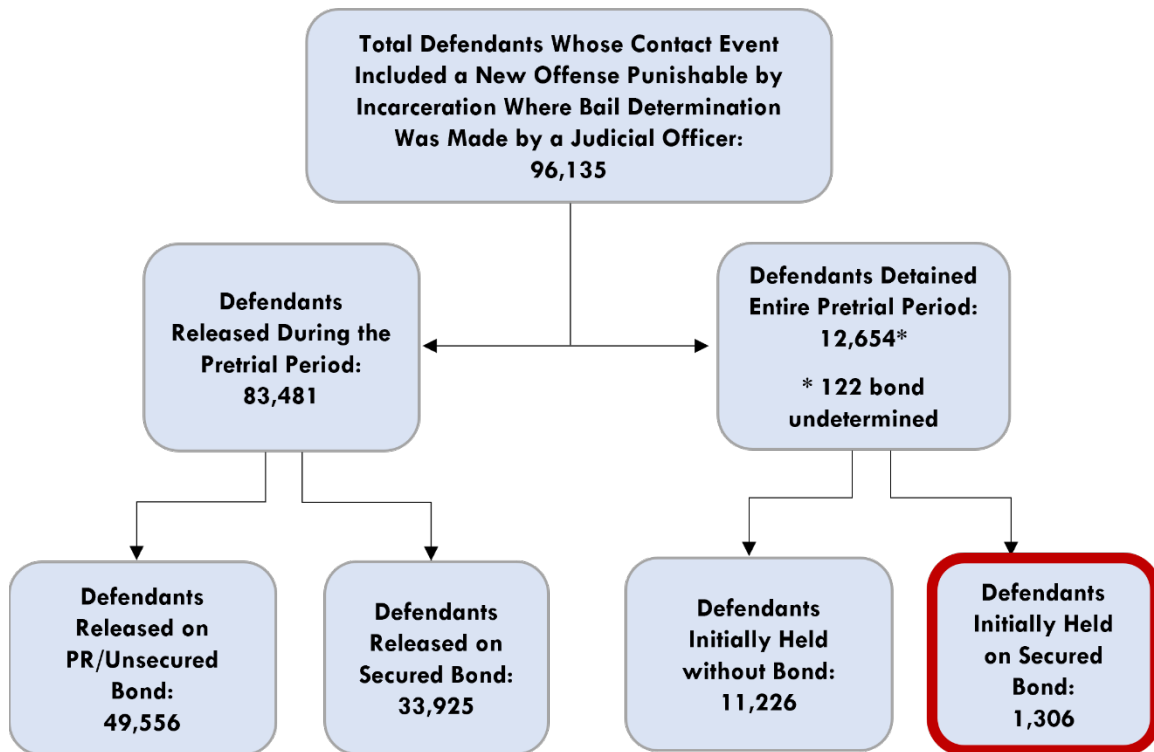 Total Defendants Whose Contact Event
Included a New Offense Punishable by
Incarceration Where Bail Determination
Was Made by a Judicial Officer:
96,135
Defendants
Released During the
Pretrial Period:
83,481
Defendants Detained
Entire Pretrial Period:
12,654*
* 122 bond
undetermined
Defendants
Released on
PR/Unsecured
Bond:
49,556
Defendants
Released on
Secured Bond:
33,925
Defendants
Initially Held
without Bond:
11,226
Defendants
Initially Held
on Secured
Bond:
1,306